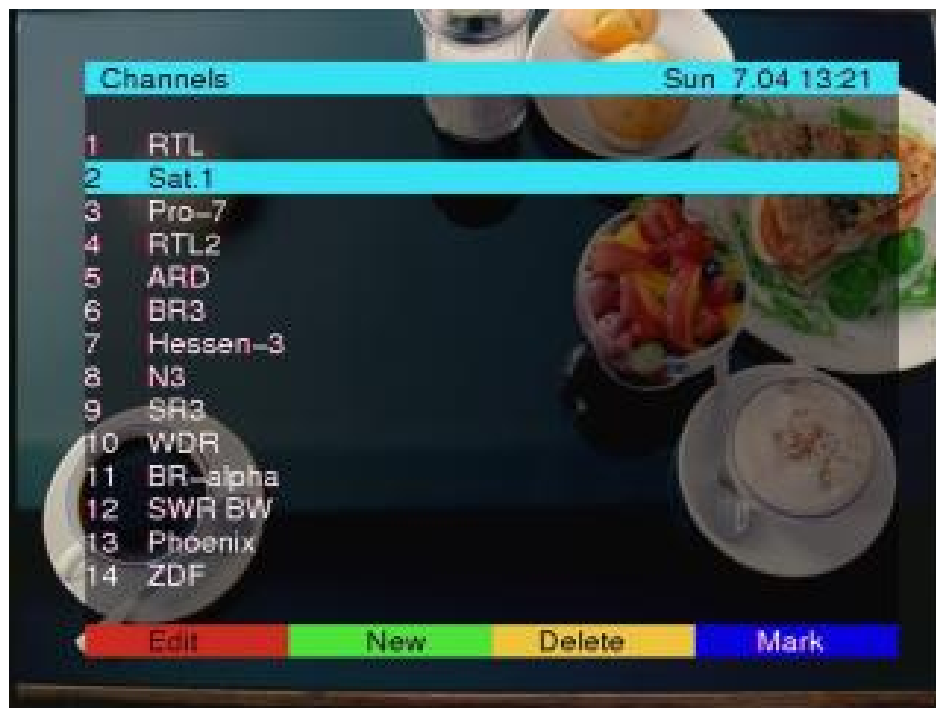 Channels Sun 7.04 13:21
1 RTL
2 Sat.1
3 Pro-7
4 RTL2
5 ARD
6 BR3
7 Hessen-3
8 N3
9 SR3
10 WDR
11 BR-alpha
12 SWR BW
13 Phoenix
14 ZDF
Edit New Delete Mark